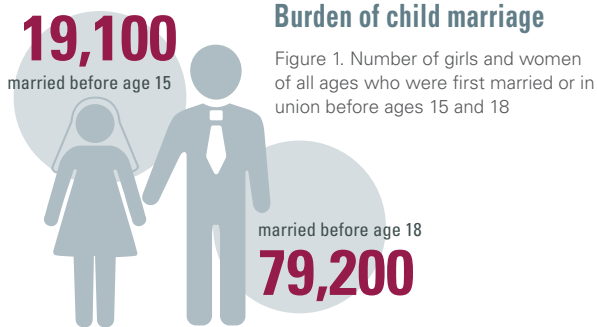 19,100
married before age 15
Burden of child marriage
Figure 1. Number of girls and women
of all ages who were first married or in
union before ages 15 and 18
married before age 18
79,200